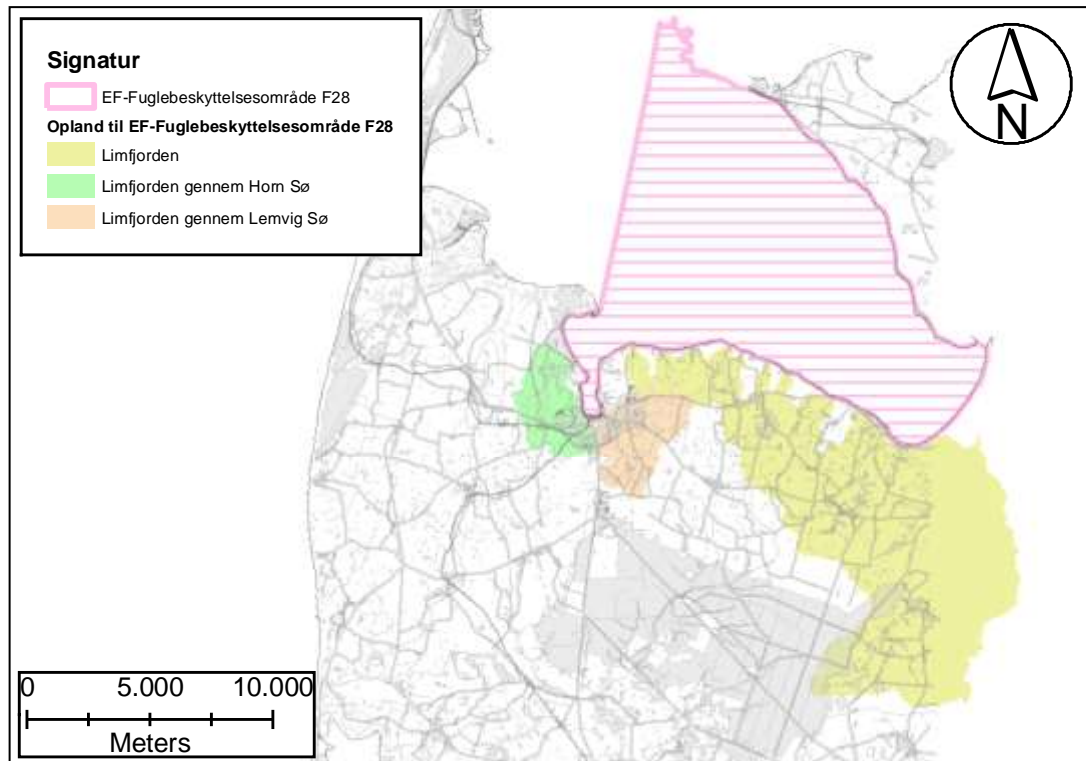 Signatur
EF-Fuglebeskyttelsesområde F28
Opland til EF-Fuglebeskyttelsesområde F28
Limfjorden
Limfjorden gennem Horn Sø
Limfjorden gennem Lemvig Sø
N
0 5.000 10.000
Meters